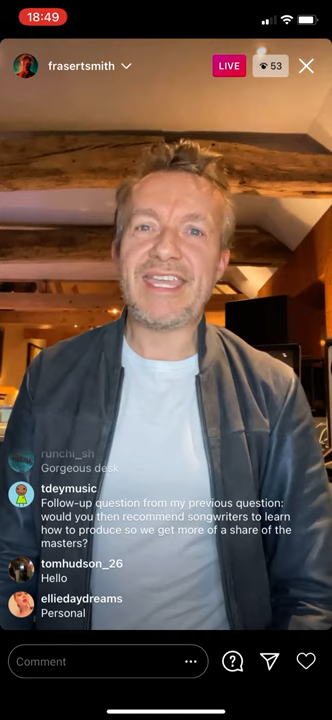 18:49
frasertsmith
LIVE
53
runchi_sh
Gorgeous desk
tdeymusic
Follow-up question from my previous question:
would you then recommend songwriters to learn
how to produce so we get more of a share of the
masters?
tomhudson_26
Hello
elliedaydreams
Personal
Comment